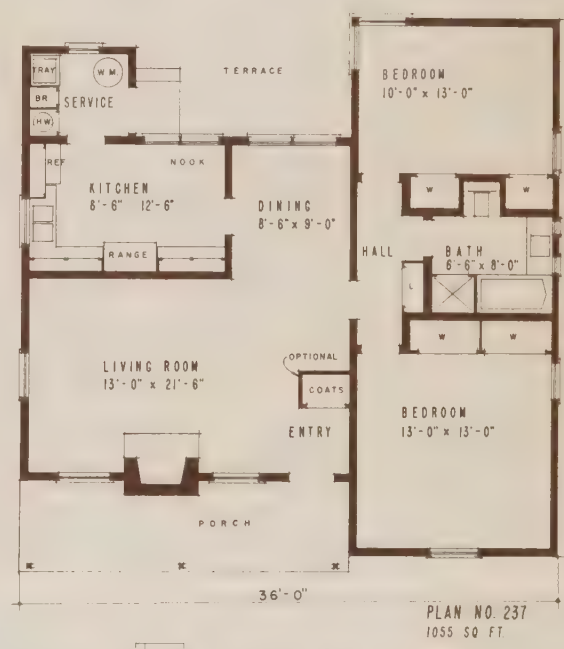 TRAY
W.M.
TERRACE
BEDROOM
10'-0" x 13'-0"
BR
SERVICE
HW
REF
NOOK
KITCHEN
8'-6" 12'-6"
DINING
8'-6" x 9'-0"
W
W
HALL
BATH
6'-6" x 8'-0"
RANGE
L
LIVING ROOM
13'-0" x 21'-6"
OPTIONAL
COATS
ENTRY
W
W
BEDROOM
13'-0" x 13'-0"
PORCH
36'-0"
PLAN NO. 237
1055 SQ FT.